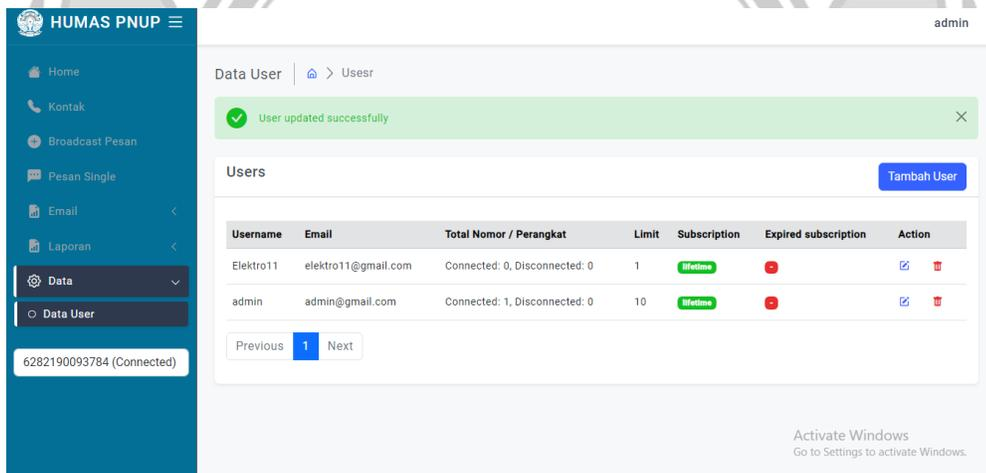 HUMAS PNUP
admin
Home
Kontak
Broadcast Pesan
Pesan Single
Email
Laporan
Data
Data User
6282190093784 (Connected)
Data User > Usesr
User updated successfully
Users
Tambah User
Username Email Total Nomor / Perangkat Limit Subscription Expired subscription Action
Elektro11 elektro11@gmail.com Connected: 0, Disconnected: 0 1 lifetime -
admin admin@gmail.com Connected: 1, Disconnected: 0 10 lifetime -
Previous 1 Next
Activate Windows
Go to Settings to activate Windows.